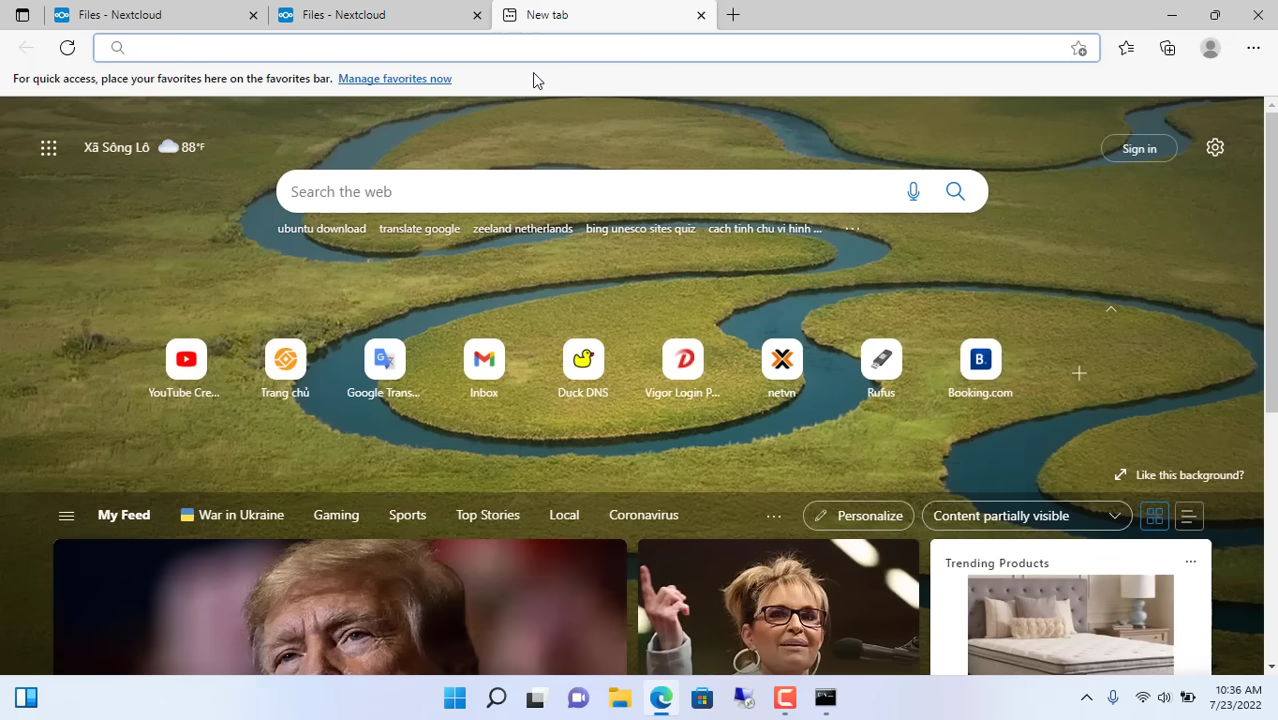 Files - Nextcloud
Files - Nextcloud
New tab
For quick access, place your favorites here on the favorites bar. Manage favorites now
Xã Sông Lô 88°F
Sign in
Search the web
ubuntu download translate google zeeland netherlands bing unesco sites quiz cach tinh chu vi hinh ...
YouTube Cre... Trang chủ Google Trans... Inbox Duck DNS Vigor Login P... netvn Rufus Booking.com
Like this background?
My Feed War in Ukraine Gaming Sports Top Stories Local Coronavirus ... Personalize Content partially visible
Trending Products
10:36 AM
7/23/2022